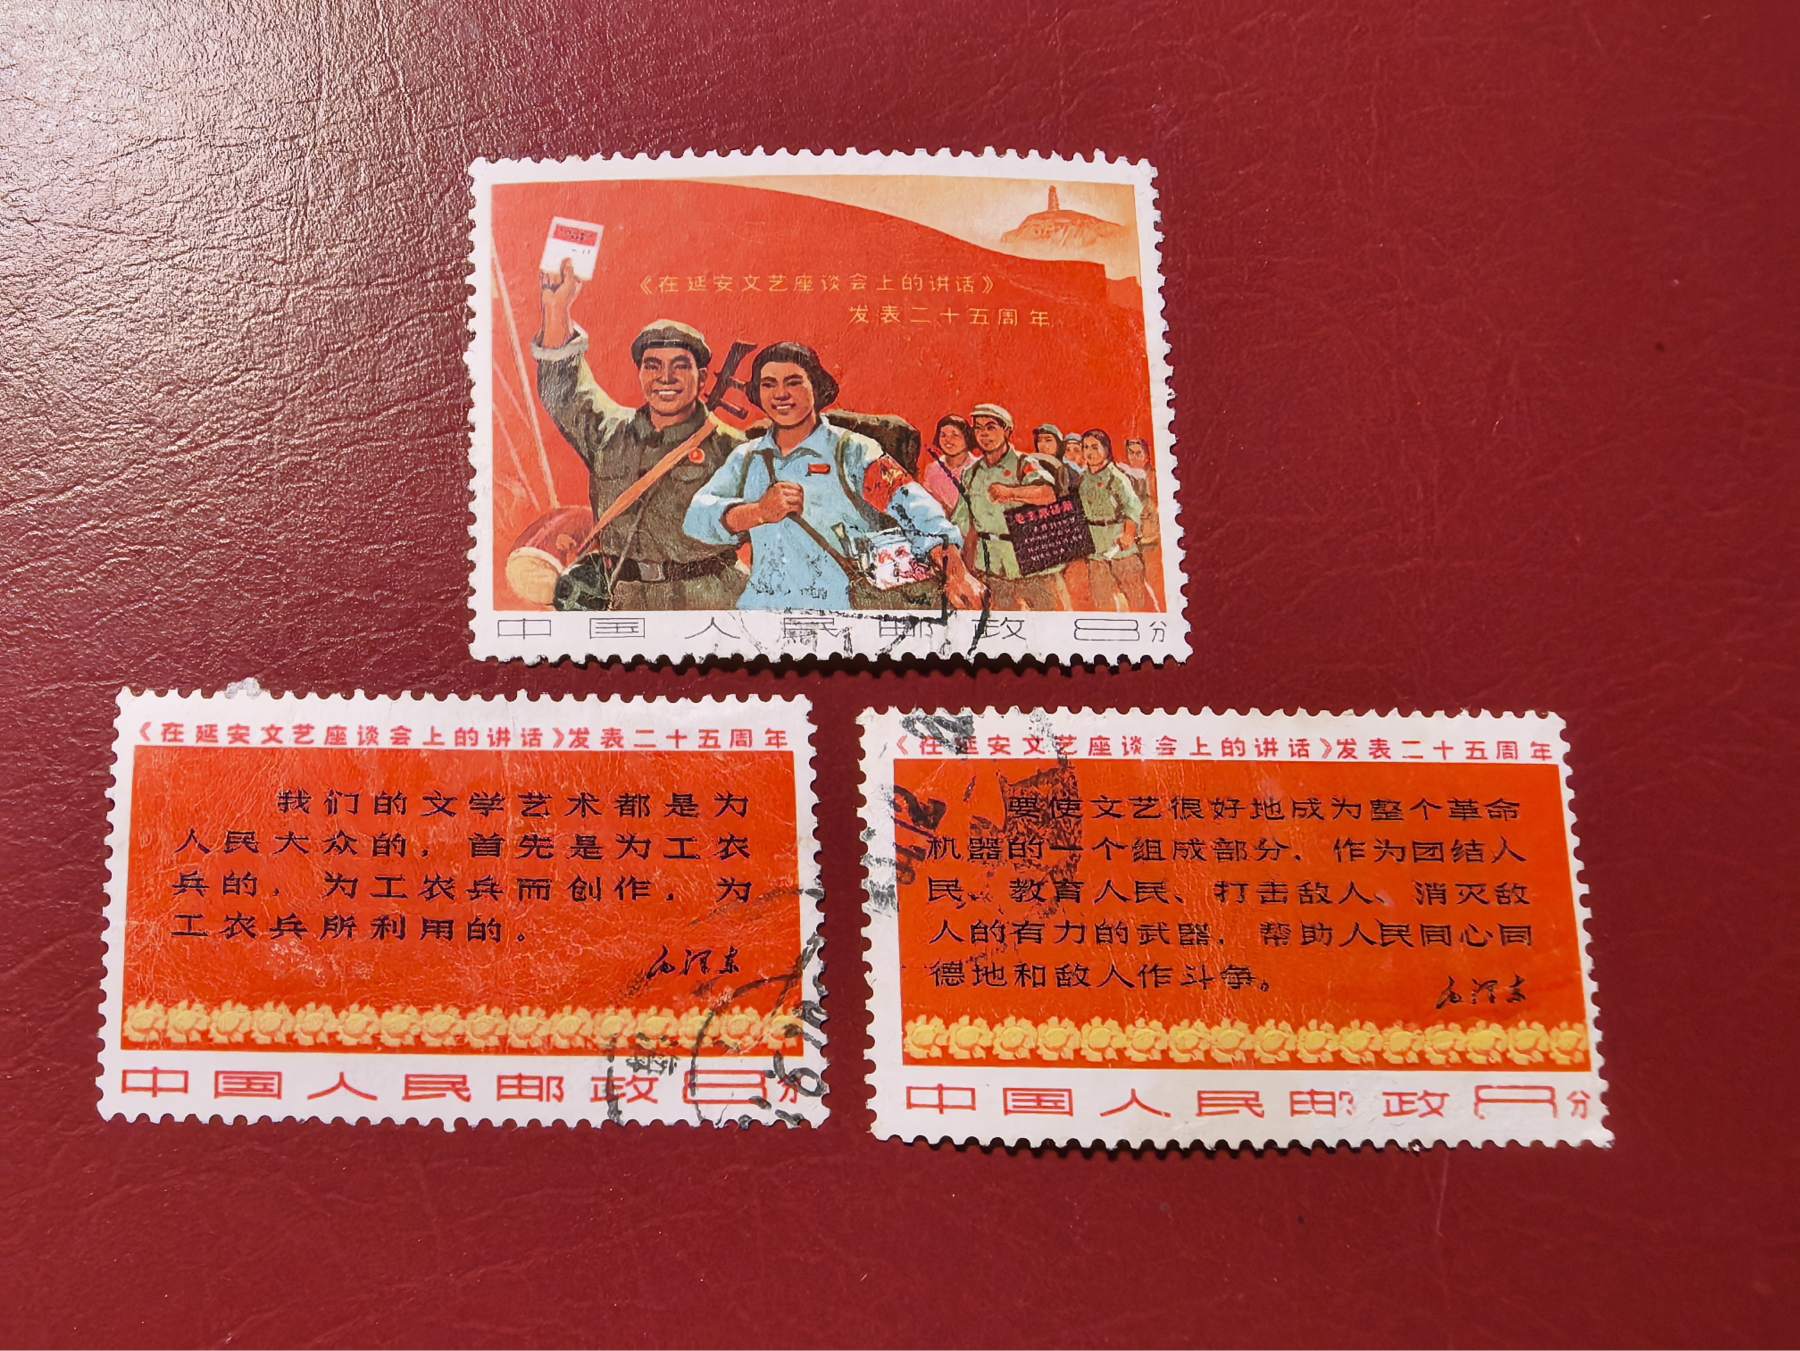 《在延安文艺座谈会上的讲话》
发表二十五周年
中国人民邮政 8分
《在延安文艺座谈会上的讲话》发表二十五周年
我们的文学艺术都是为
人民大众的，首先是为工农
兵的，为工农兵而创作，为
工农兵所利用的。
毛泽东
中国人民邮政 8分
《在延安文艺座谈会上的讲话》发表二十五周年
要使文艺很好地成为整个革命
机器的一个组成部分，作为团结人
民、教育人民、打击敌人、消灭敌
人的有力的武器，帮助人民同心同
德地和敌人作斗争。
毛泽东
中国人民邮政 8分